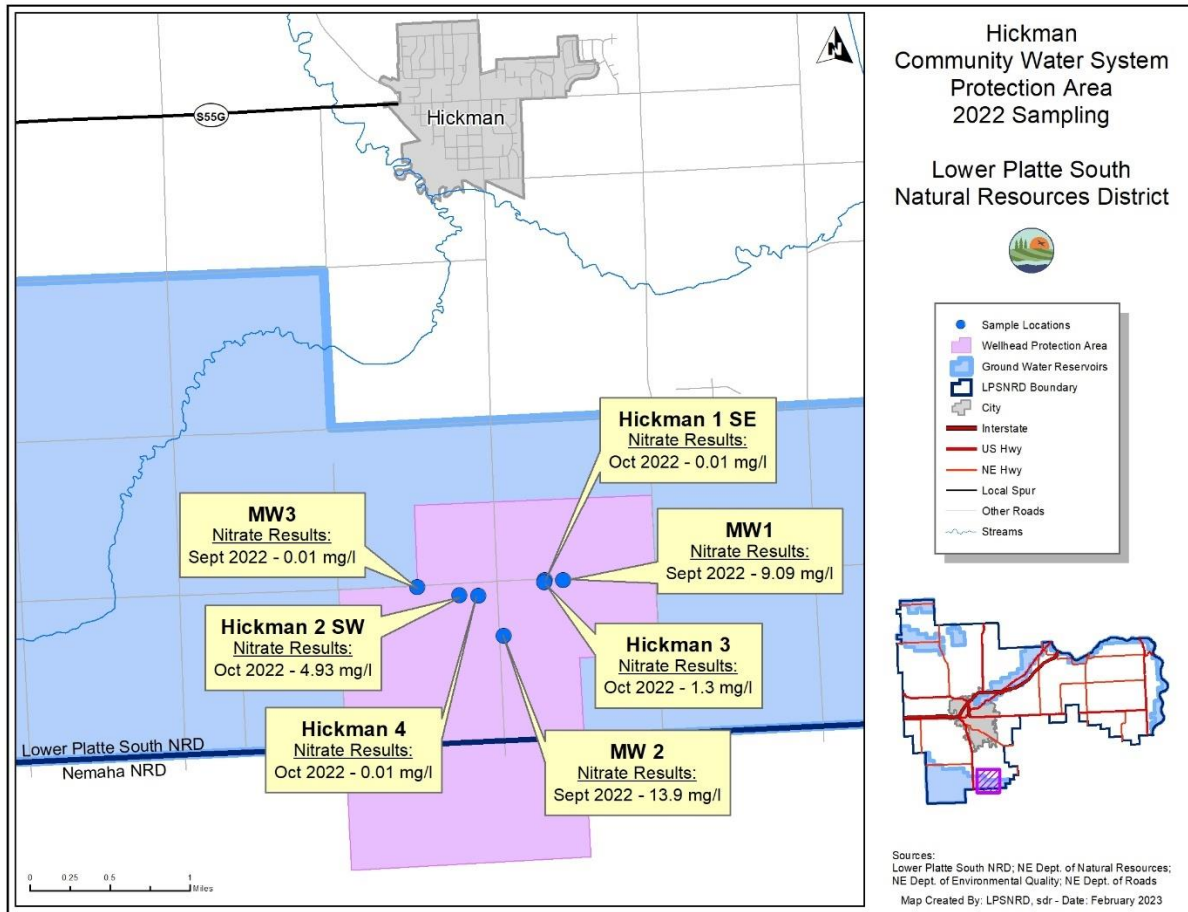 Hickman
Community Water System
Protection Area
2022 Sampling
Lower Platte South
Natural Resources District
S55G
Hickman
Hickman 1 SE
Nitrate Results:
Oct 2022 - 0.01 mg/l
MW3
Nitrate Results:
Sept 2022 - 0.01 mg/l
MW1
Nitrate Results:
Sept 2022 - 9.09 mg/l
Hickman 2 SW
Nitrate Results:
Oct 2022 - 4.93 mg/l
Hickman 3
Nitrate Results:
Oct 2022 - 1.3 mg/l
Hickman 4
Nitrate Results:
Oct 2022 - 0.01 mg/l
MW 2
Nitrate Results:
Sept 2022 - 13.9 mg/l
Lower Platte South NRD
Nemaha NRD
0 0.25 0.5 1
Miles
N
Sample Locations
Wellhead Protection Area
Ground Water Reservoirs
LPSNRD Boundary
City
Interstate
US Hwy
NE Hwy
Local Spur
Other Roads
Streams
Sources:
Lower Platte South NRD; NE Dept. of Natural Resources;
NE Dept. of Environmental Quality; NE Dept. of Roads
Map Created By: LPSNRD, sdr - Date: February 2023